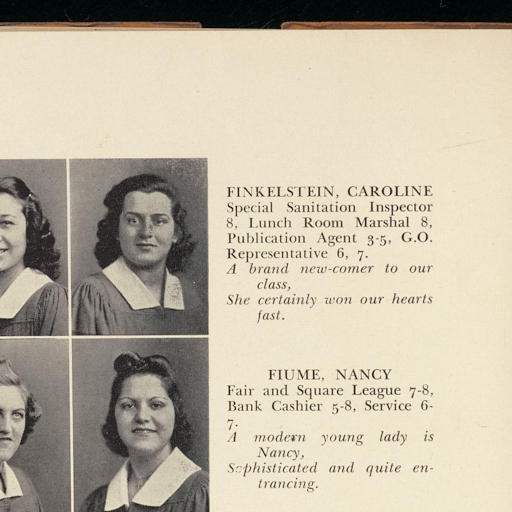 FINKELSTEIN, CAROLINE
Special Sanitation Inspector
8, Lunch Room Marshal 8,
Publication Agent 3-5, G.O.
Representative 6, 7.
A brand new-comer to our
class,
She certainly won our hearts
fast.
FIUME, NANCY
Fair and Square League 7-8,
Bank Cashier 5-8, Service 6-
7.
A modern young lady is
Nancy,
Sophisticated and quite en-
trancing.